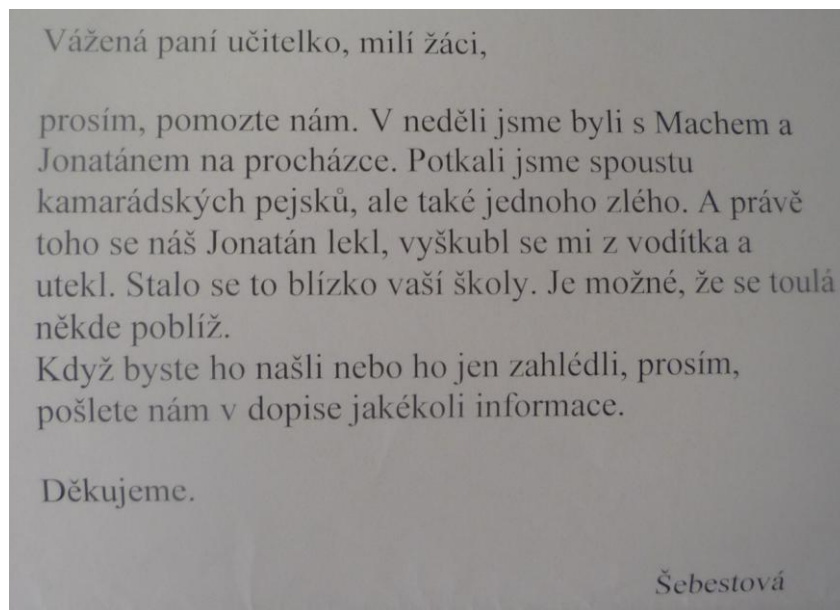 Vážená paní učitelko, milí žáci,
prosím, pomozte nám. V neděli jsme byli s Machem a
Jonatánem na procházce. Potkali jsme spoustu
kamarádských pejsků, ale také jednoho zlého. A právě
toho se náš Jonatán lekl, vyškubl se mi z vodítka a
utekl. Stalo se to blízko vaší školy. Je možné, že se toulá
někde poblíž.
Když byste ho našli nebo ho jen zahlédli, prosím,
pošlete nám v dopise jakékoli informace.
Děkujeme.
Šebestová